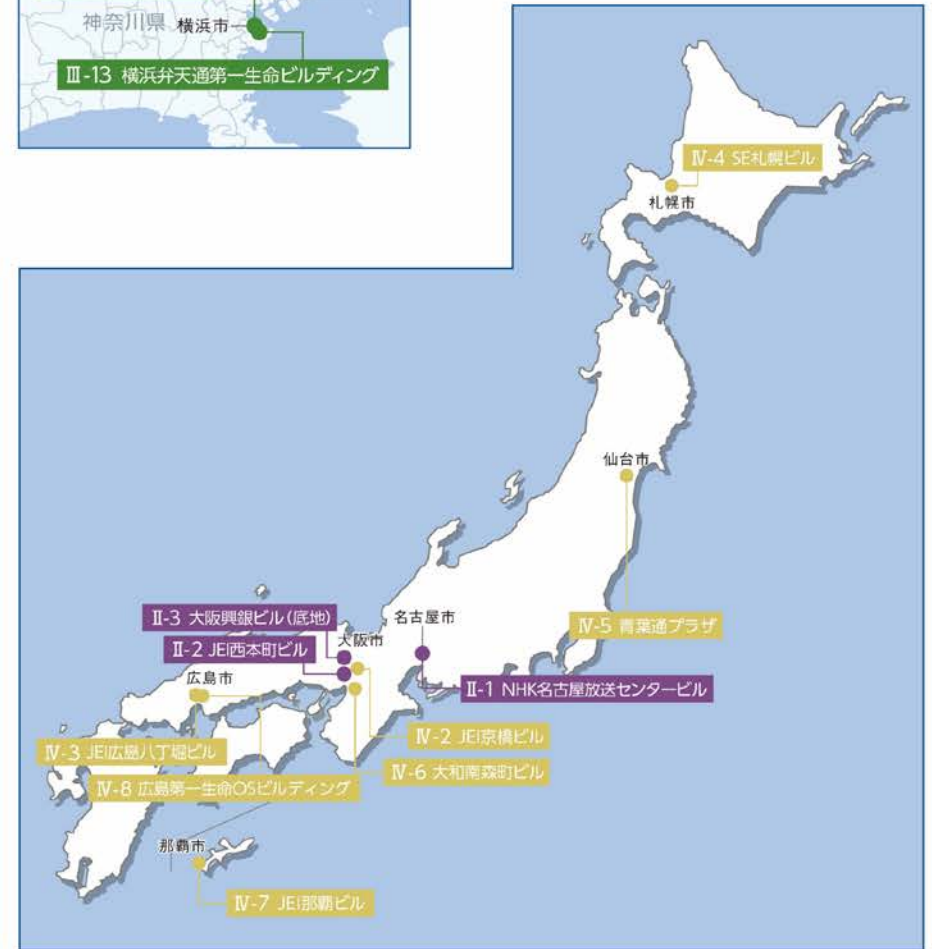 神奈川県 横浜市
Ⅲ-13 横浜弁天通第一生命ビルディング
Ⅳ-4 SE札幌ビル
札幌市
仙台市
Ⅳ-5 青葉通プラザ
Ⅱ-3 大阪興銀ビル(底地)
名古屋市
大阪市
Ⅱ-2 JEI西本町ビル
広島市
Ⅱ-1 NHK名古屋放送センタービル
Ⅳ-2 JEI京橋ビル
Ⅳ-3 JEI広島八丁堀ビル
Ⅳ-6 大和南森町ビル
Ⅳ-8 広島第一生命OSビルディング
那覇市
Ⅳ-7 JEI那覇ビル